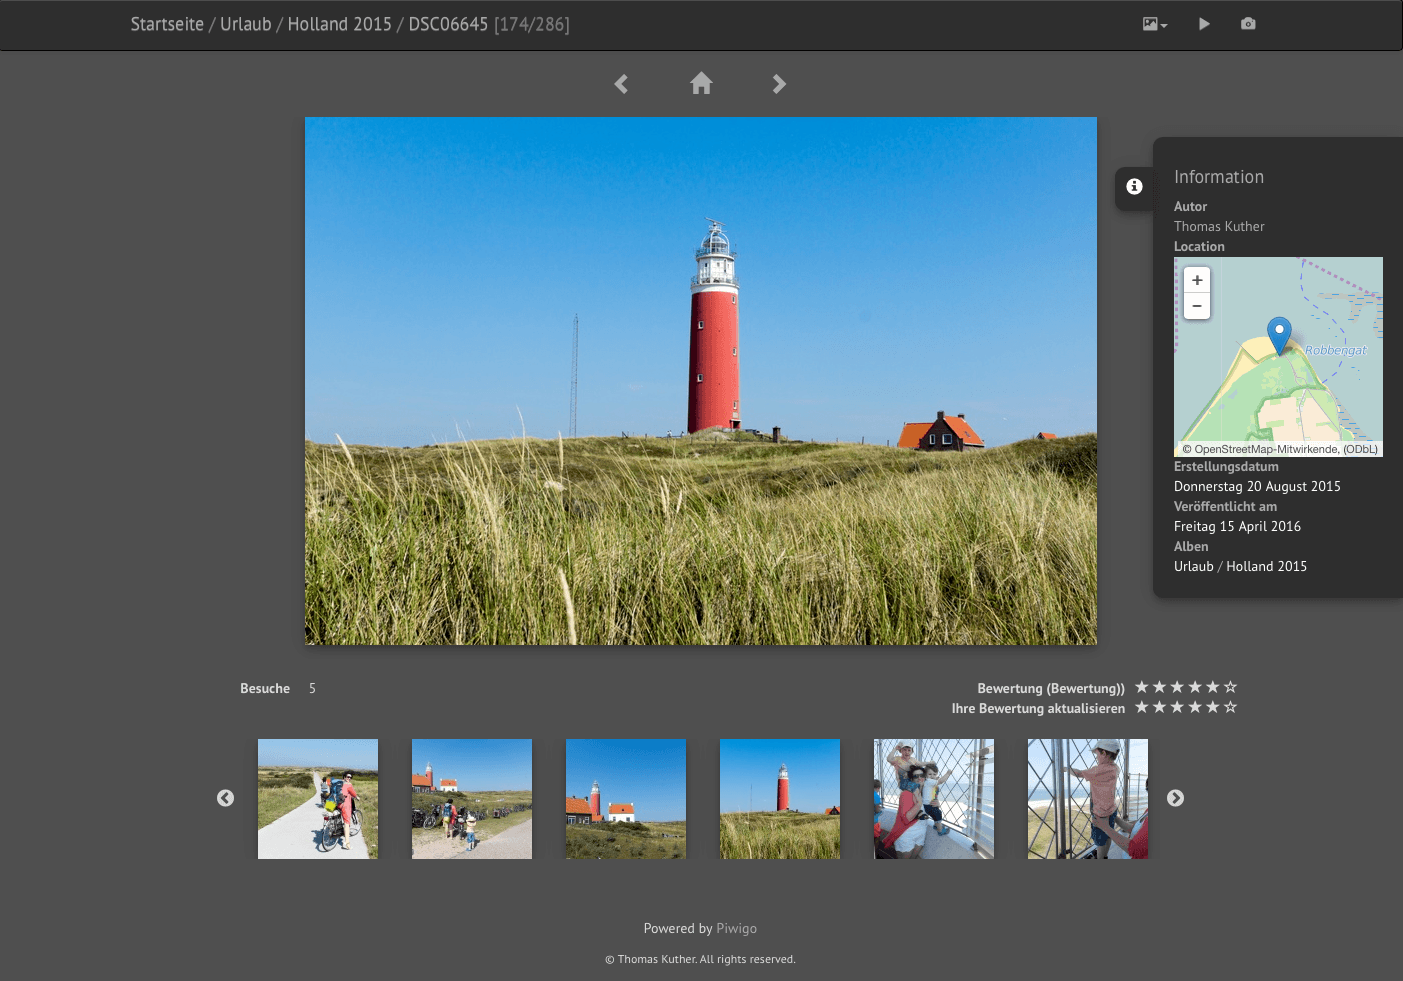 Startseite / Urlaub / Holland 2015 / DSC06645 [174/286]
Information
Autor
Thomas Kuther
Location
+
−
Robbengat
© OpenStreetMap-Mitwirkende, (ODbL)
Erstellungsdatum
Donnerstag 20 August 2015
Veröffentlicht am
Freitag 15 April 2016
Alben
Urlaub / Holland 2015
Besuche 5
Bewertung (Bewertung))
Ihre Bewertung aktualisieren
Powered by Piwigo
© Thomas Kuther. All rights reserved.